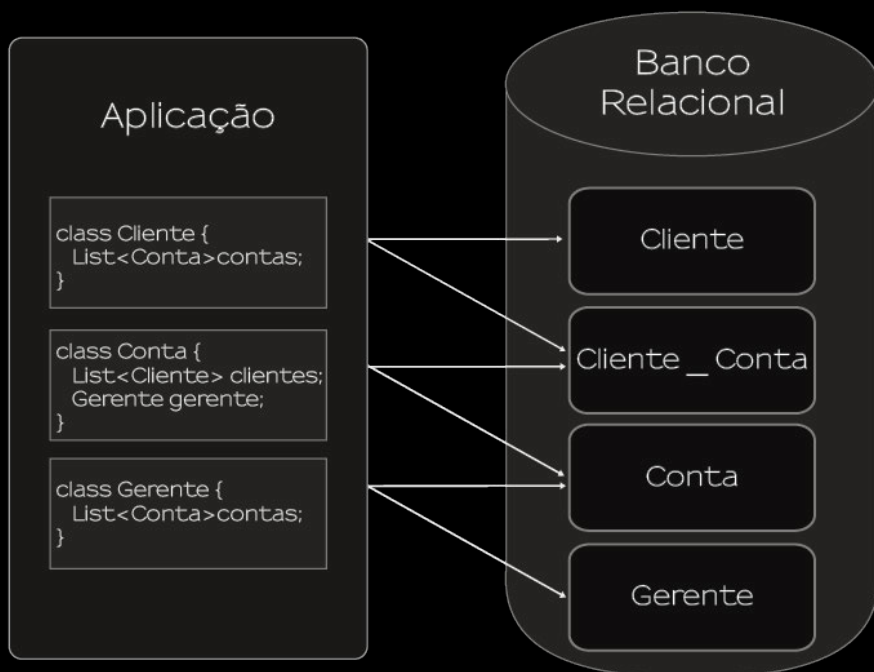 Aplicação
class Cliente {
List<Conta>contas;
}
class Conta {
List<Cliente> clientes;
Gerente gerente;
}
class Gerente {
List<Conta>contas;
}
Banco
Relacional
Cliente
Cliente _ Conta
Conta
Gerente